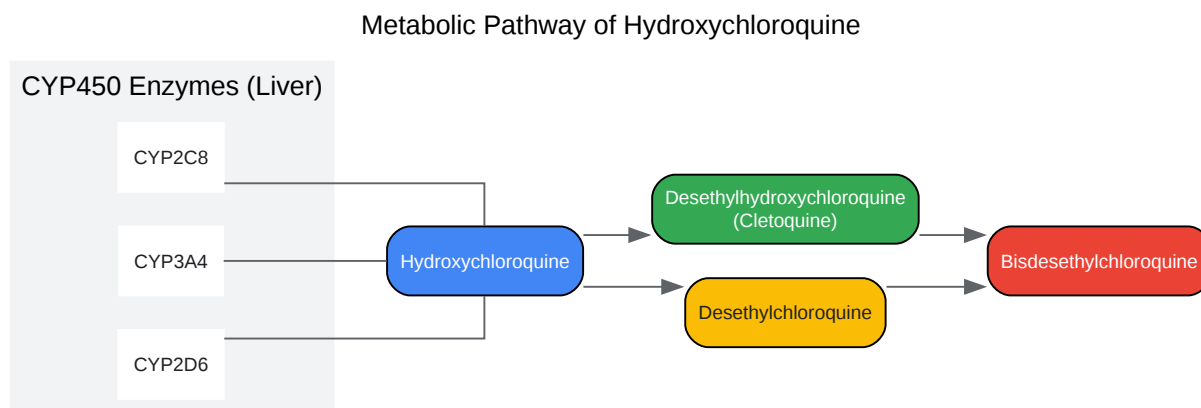 Metabolic Pathway of Hydroxychloroquine
CYP450 Enzymes (Liver)
CYP2C8
CYP3A4
CYP2D6
Hydroxychloroquine
Desethylhydroxychloroquine
(Cletoquine)
Desethylchloroquine
Bisdesethylchloroquine